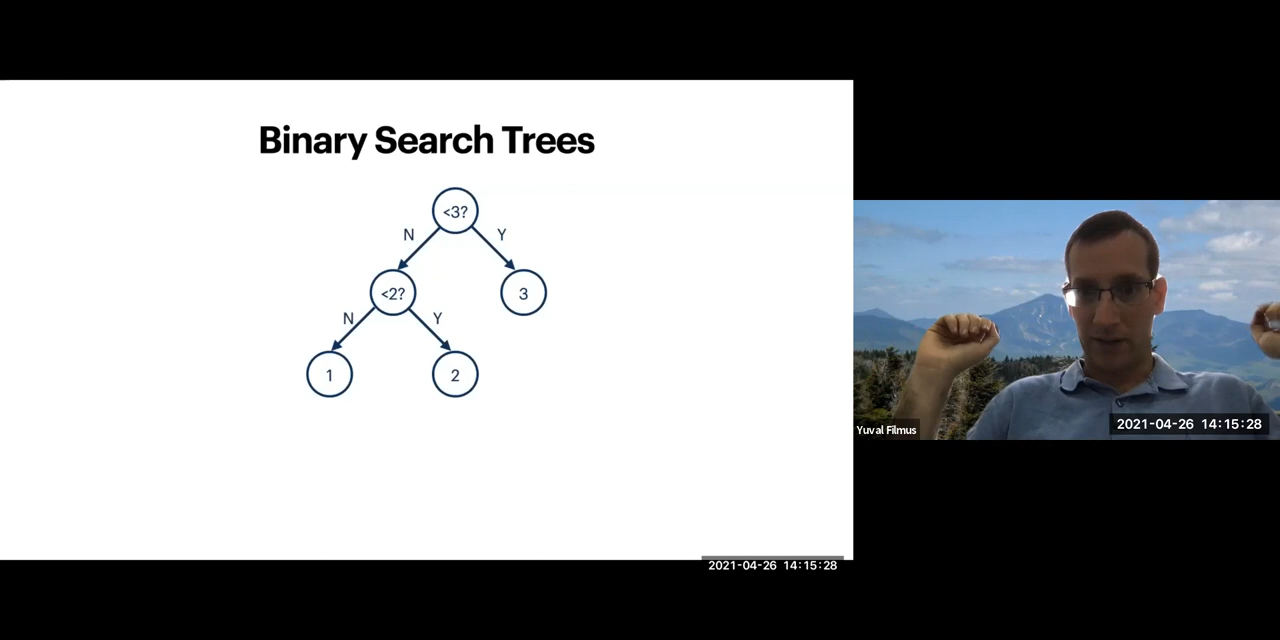 Binary Search Trees
<3?
N
Y
<2?
3
N
Y
1
2
Yuval Filmus
2021-04-26 14:15:28
2021-04-26 14:15:28